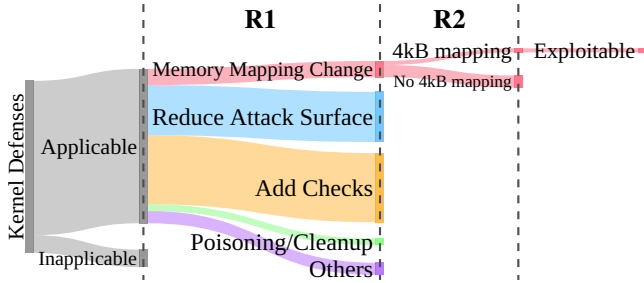 R1
R2
Kernel Defenses
Applicable
Inapplicable
Memory Mapping Change
Reduce Attack Surface
Add Checks
Poisoning/Cleanup
Others
4kB mapping
No 4kB mapping
Exploitable